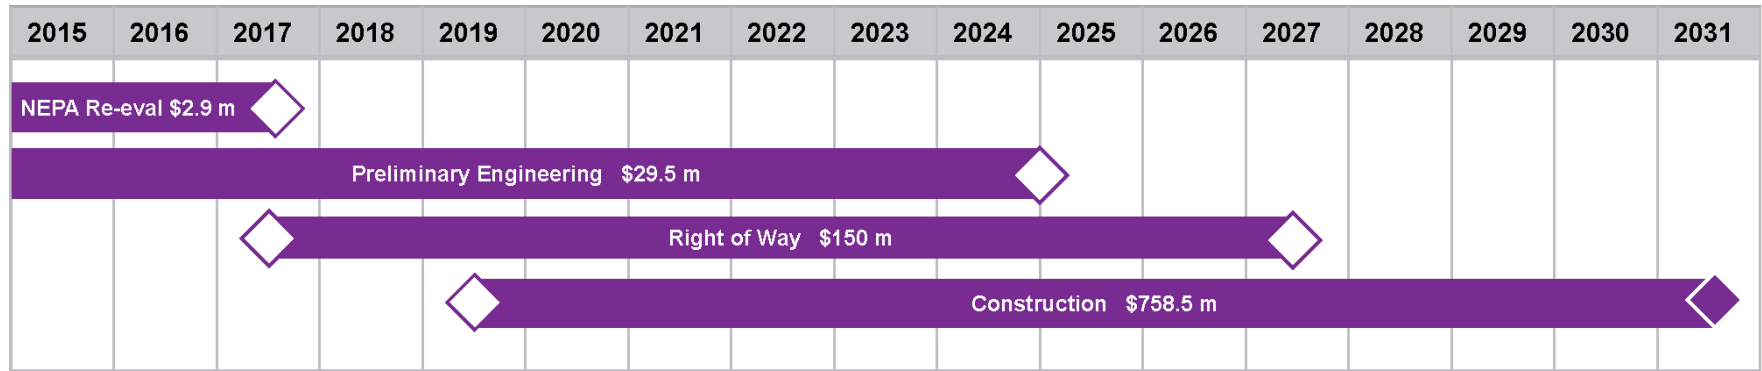 2015 2016 2017 2018 2019 2020 2021 2022 2023 2024 2025 2026 2027 2028 2029 2030 2031
NEPA Re-eval $2.9 m
Preliminary Engineering $29.5 m
Right of Way $150 m
Construction $758.5 m